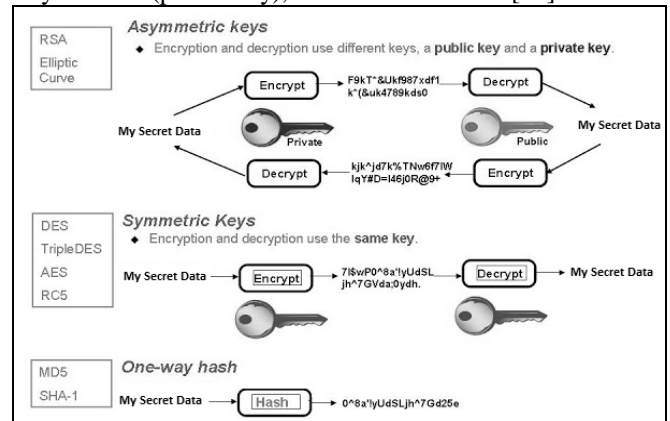 RSA
Elliptic
Curve
Asymmetric keys
◆ Encryption and decryption use different keys, a public key and a private key.
Encrypt
F9kT^&Ukf987xdf1
k^(&uk4789kds0
Decrypt
My Secret Data
Private
Public
My Secret Data
Decrypt
kjk^jd7k%TNw6f7lW
lqY#D=I46j0R@9+
Encrypt
DES
TripleDES
AES
RC5
Symmetric Keys
◆ Encryption and decryption use the same key.
My Secret Data
Encrypt
7I$wP0^8a'!yUdSL
jh^7GVda;0ydh.
Decrypt
My Secret Data
MD5
SHA-1
One-way hash
My Secret Data
Hash
0^8a'!yUdSLjh^7Gd25e